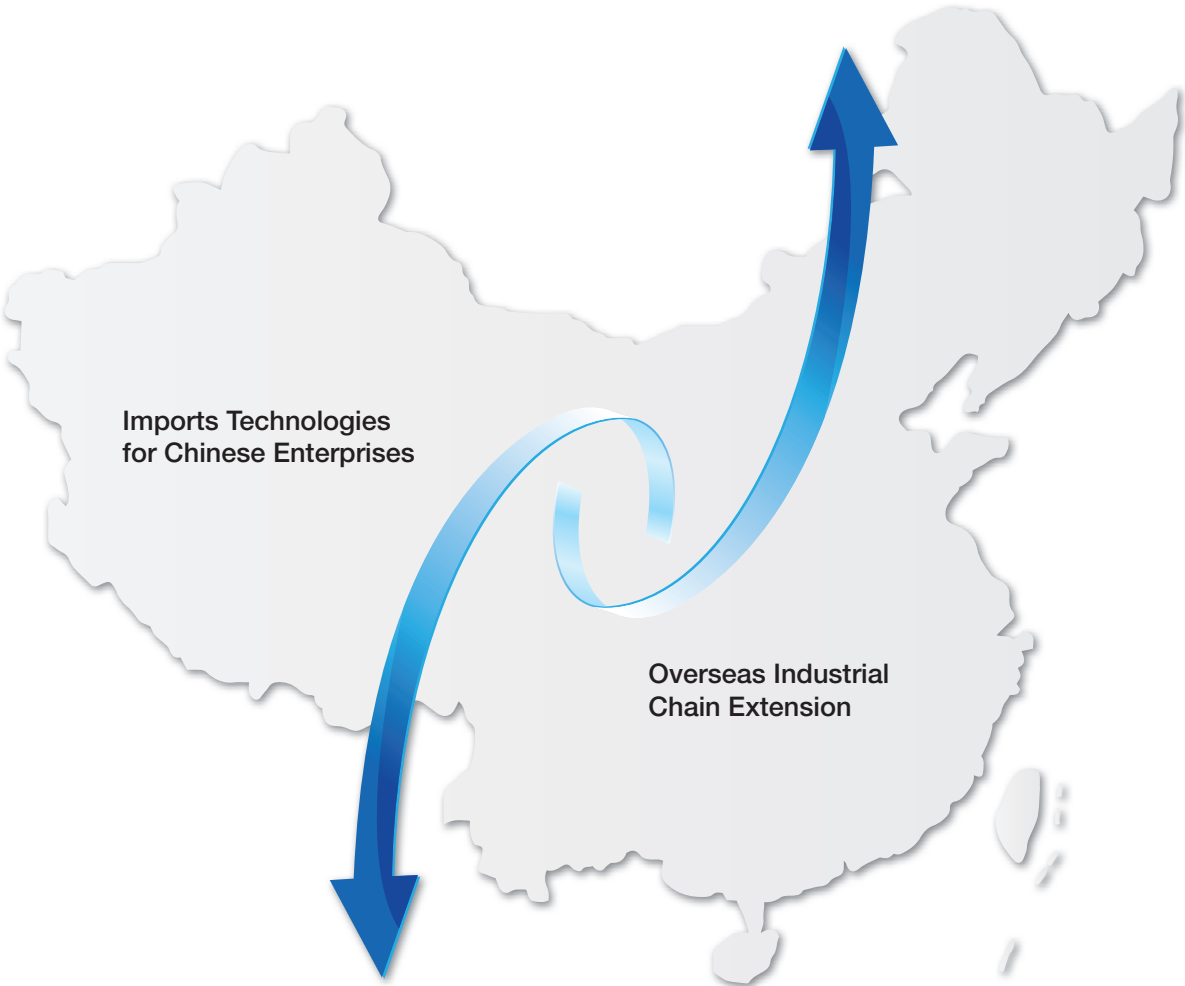 Imports Technologies
for Chinese Enterprises
Overseas Industrial
Chain Extension